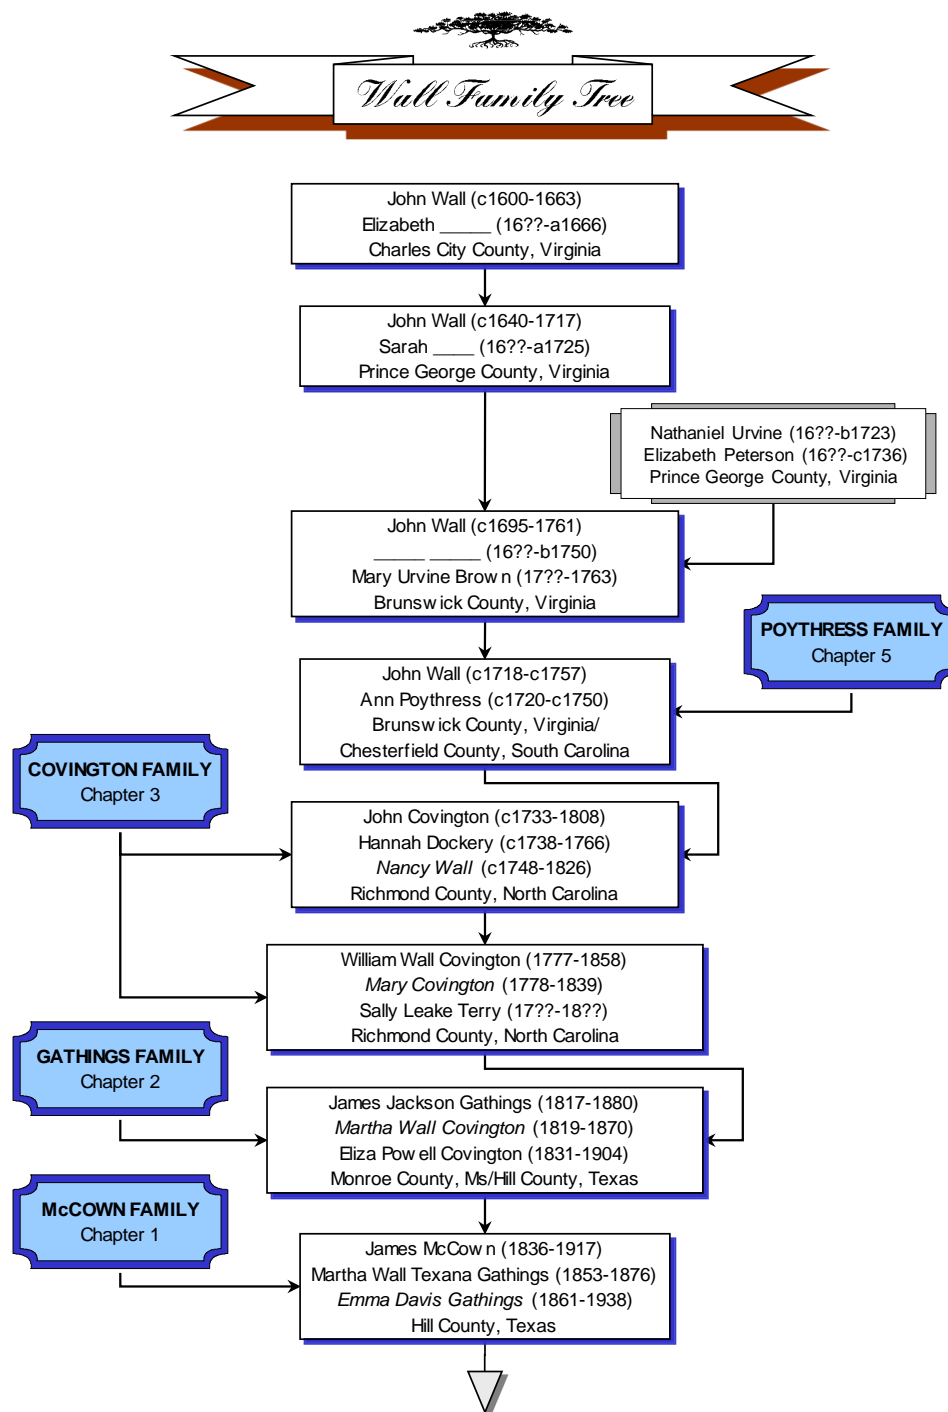 Wall Family Tree
John Wall (c1600-1663)
Elizabeth _____ (16??-a1666)
Charles City County, Virginia
John Wall (c1640-1717)
Sarah ____ (16??-a1725)
Prince George County, Virginia
Nathaniel Urvine (16??-b1723)
Elizabeth Peterson (16??-c1736)
Prince George County, Virginia
John Wall (c1695-1761)
_____ _____ (16??-b1750)
Mary Urvine Brown (17??-1763)
Brunswick County, Virginia
POYTHRESS FAMILY
Chapter 5
John Wall (c1718-c1757)
Ann Poythress (c1720-c1750)
Brunswick County, Virginia/
Chesterfield County, South Carolina
COVINGTON FAMILY
Chapter 3
John Covington (c1733-1808)
Hannah Dockery (c1738-1766)
Nancy Wall (c1748-1826)
Richmond County, North Carolina
William Wall Covington (1777-1858)
Mary Covington (1778-1839)
Sally Leake Terry (17??-18??)
Richmond County, North Carolina
GATHINGS FAMILY
Chapter 2
James Jackson Gathings (1817-1880)
Martha Wall Covington (1819-1870)
Eliza Powell Covington (1831-1904)
Monroe County, Ms/Hill County, Texas
McCOWN FAMILY
Chapter 1
James McCown (1836-1917)
Martha Wall Texana Gathings (1853-1876)
Emma Davis Gathings (1861-1938)
Hill County, Texas